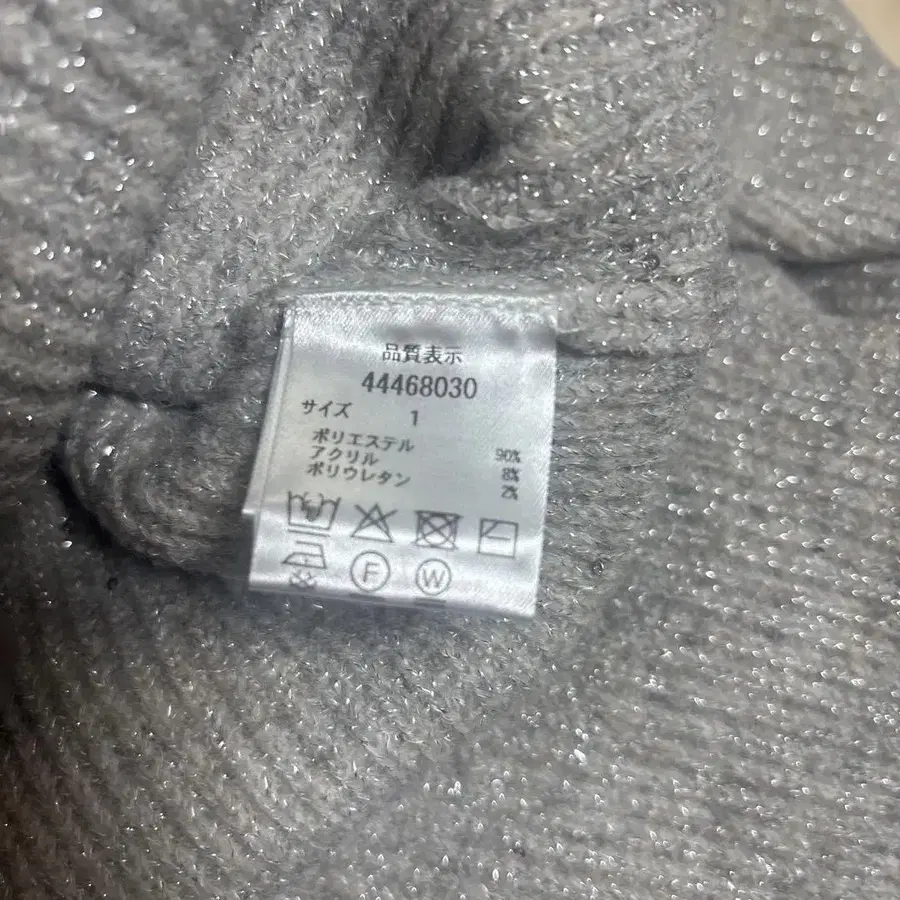 品質表示
44468030
サイズ 1
ポリエステル 90%
アクリル 8%
ポリウレタン 2%
F W